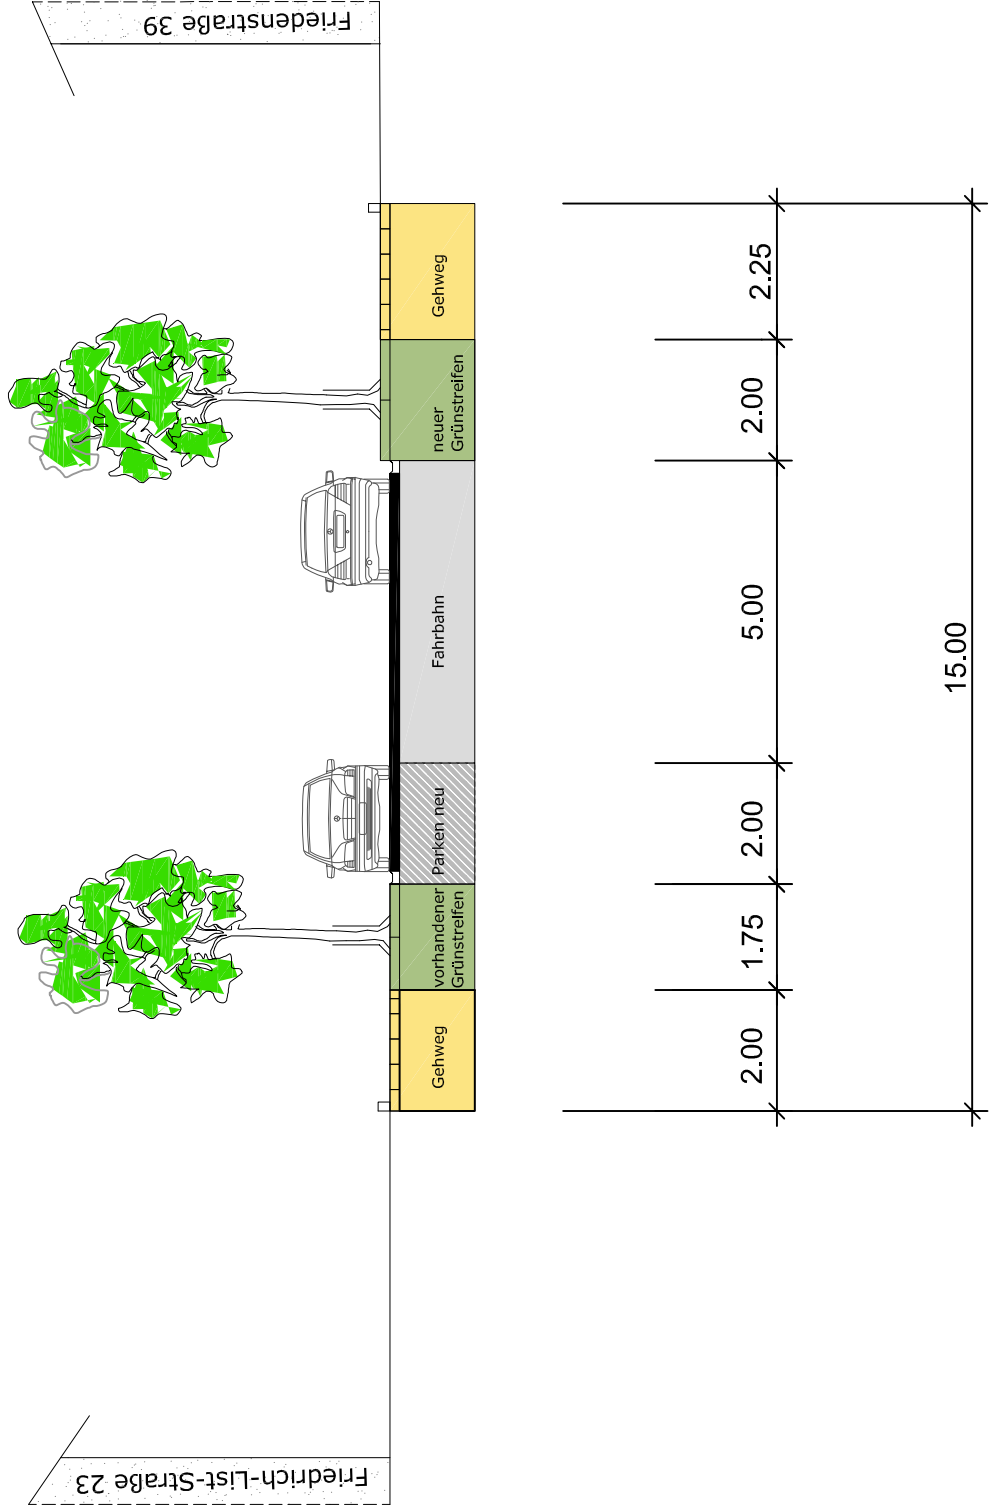 Friedrich-List-Straße 23
Gehweg
vorhandener
Grünstreifen
Parken neu
Fahrbahn
neuer
Grünstreifen
Gehweg
Friedenstraße 39
2.00
1.75
2.00
5.00
2.00
2.25
15.00